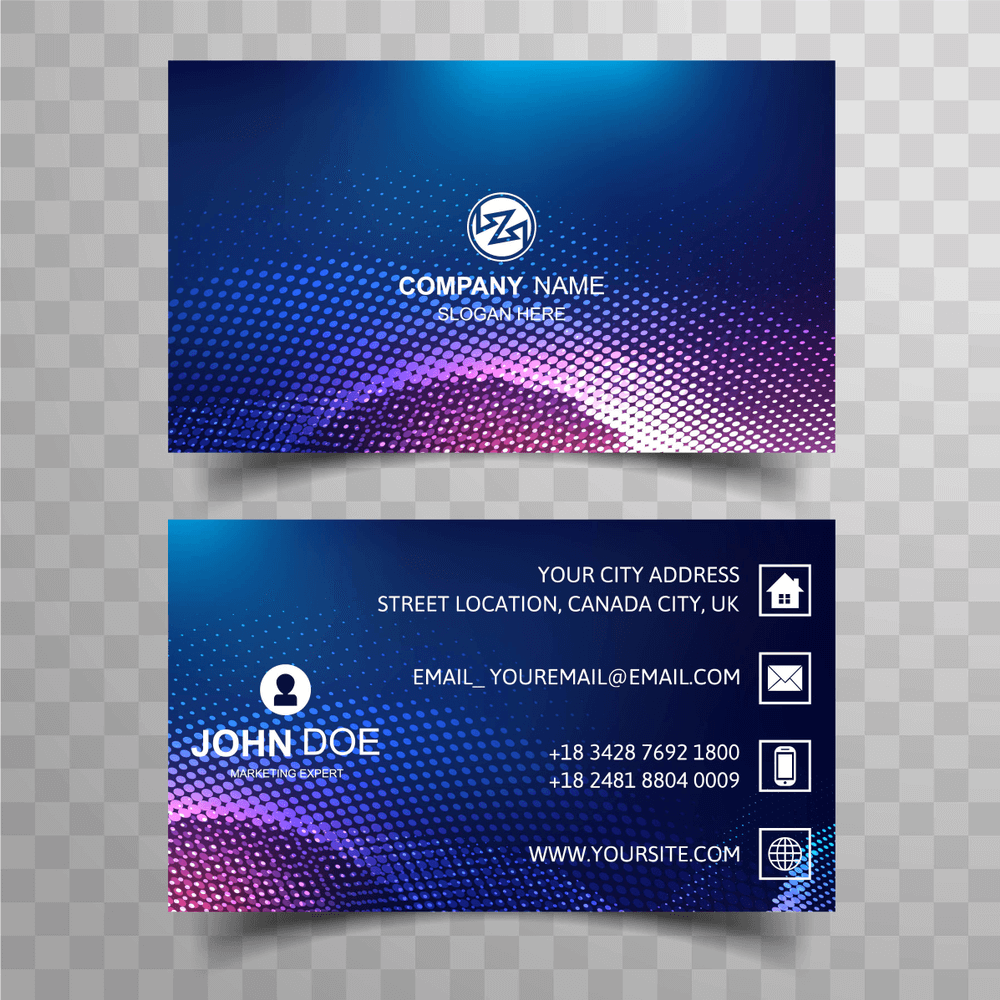 COMPANY NAME
SLOGAN HERE
YOUR CITY ADDRESS
STREET LOCATION, CANADA CITY, UK
EMAIL_ YOUREMAIL@EMAIL.COM
JOHN DOE
MARKETING EXPERT
+18 3428 7692 1800
+18 2481 8804 0009
WWW.YOURSITE.COM